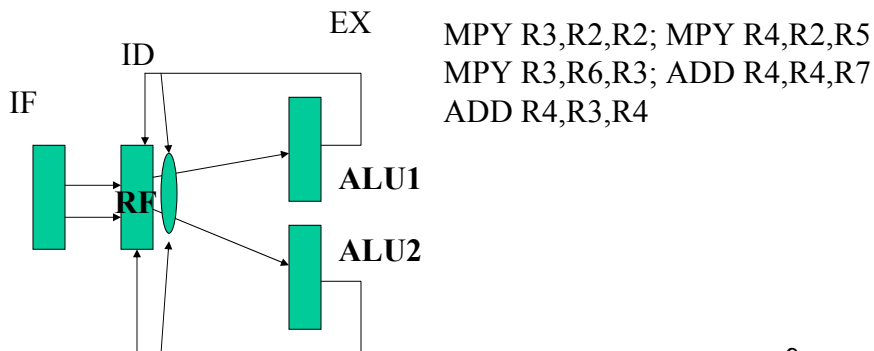 EX
ID
IF
RF
ALU1
ALU2
MPY R3,R2,R2; MPY R4,R2,R5
MPY R3,R6,R3; ADD R4,R4,R7
ADD R4,R3,R4